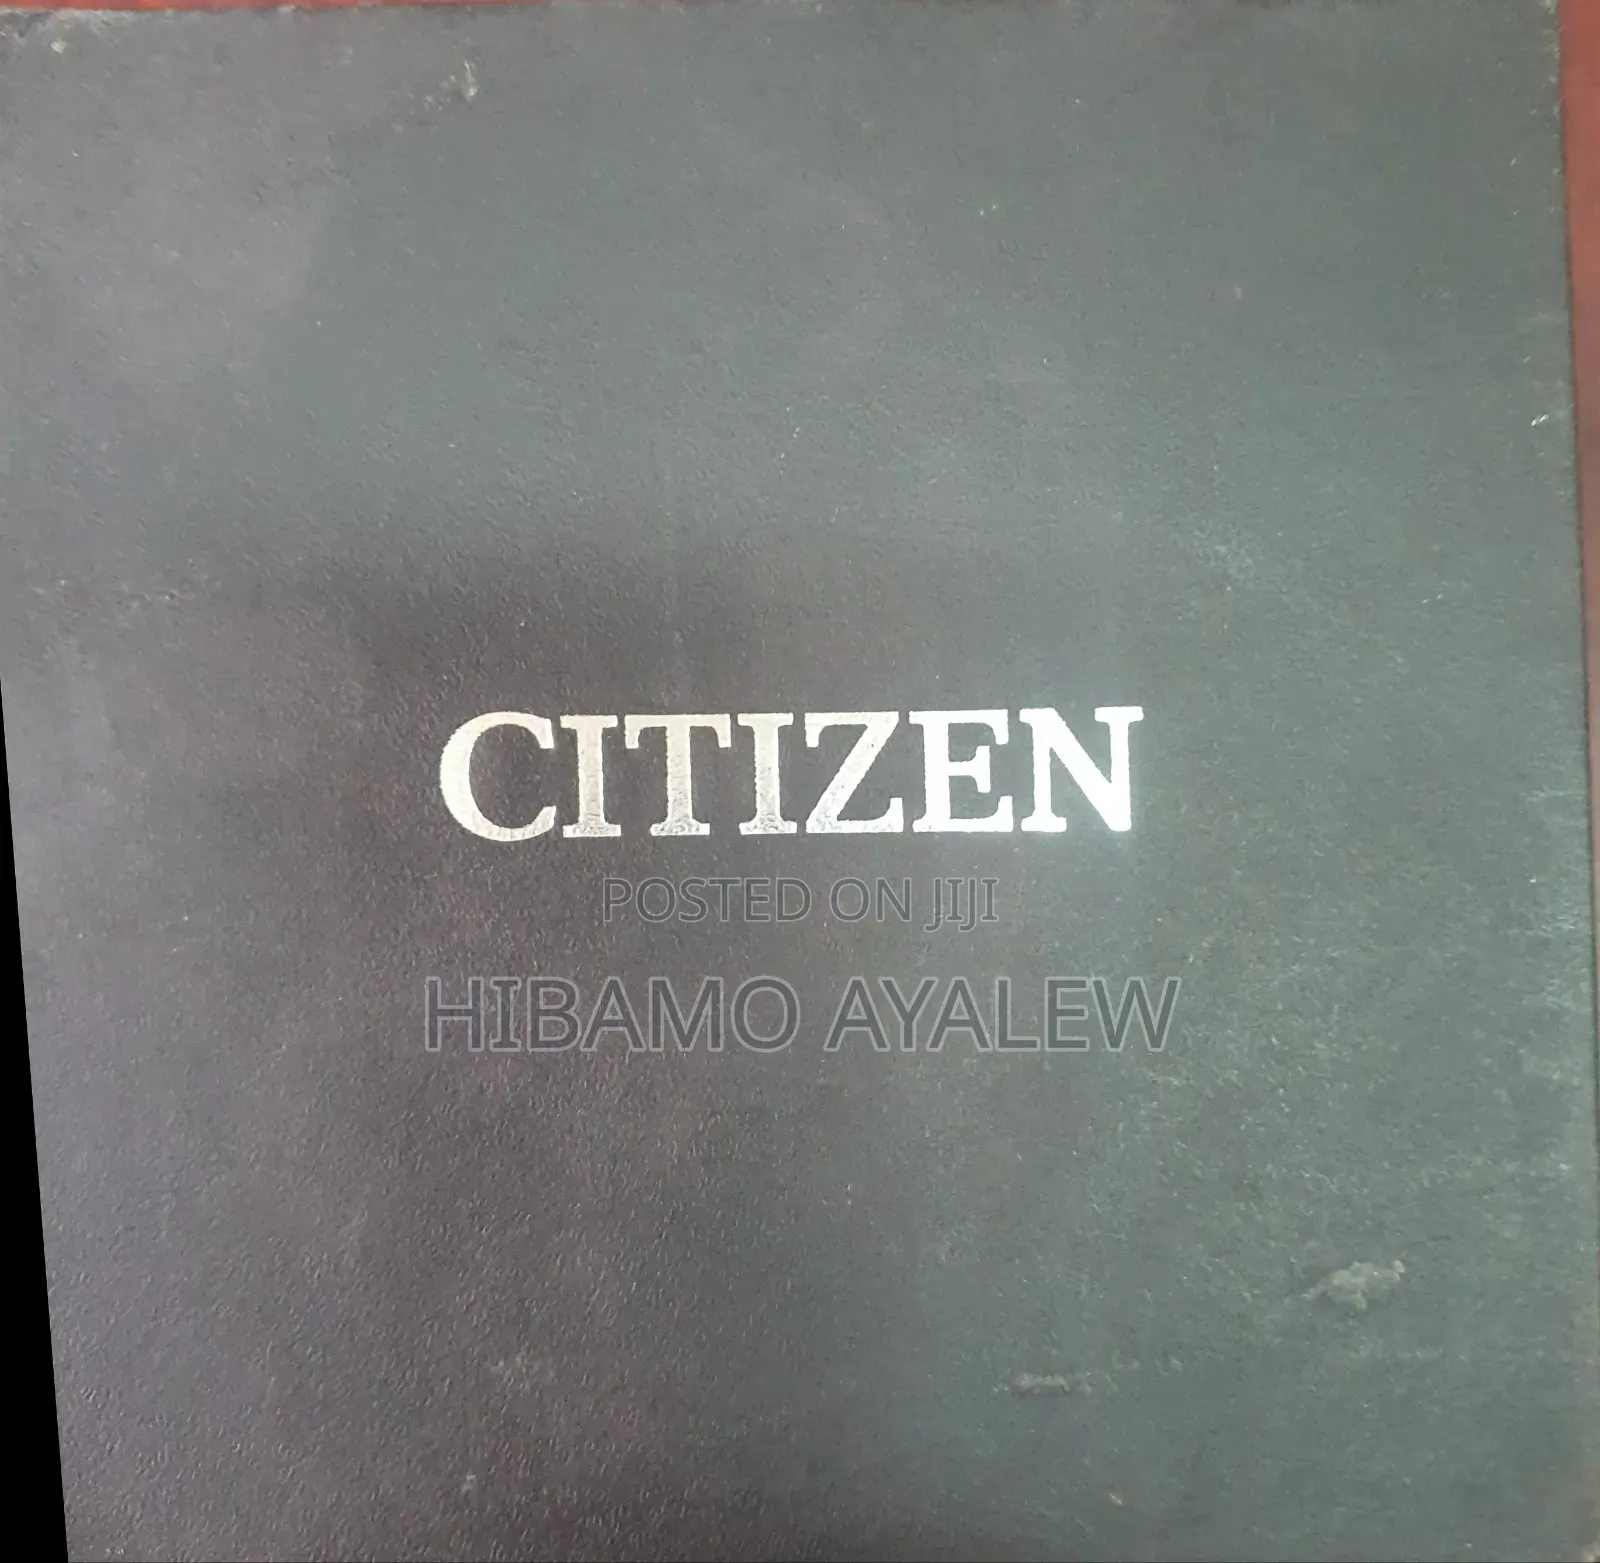 CITIZEN
POSTED ON JIJI
HIBAMO AYALEW